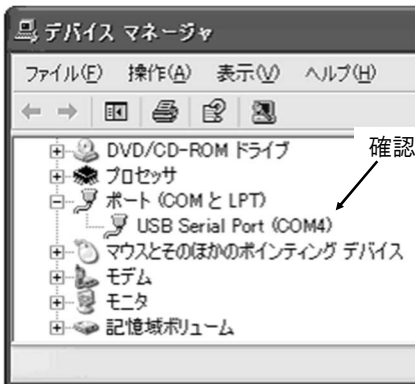 デバイス マネージャ
ファイル(F) 操作(A) 表示(V) ヘルプ(H)
DVD/CD-ROM ドライブ
確認
プロセッサ
ポート (COM と LPT)
USB Serial Port (COM4)
マウスとそのほかのポインティング デバイス
モデム
モニタ
記憶域ボリューム